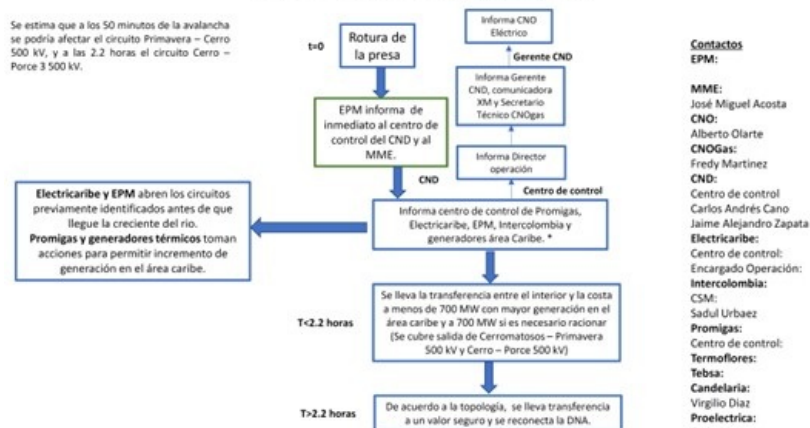 Se estima que a los 50 minutos de la avalancha
se podría afectar el circuito Primavera – Cerro
500 kV, y a las 2.2 horas el circuito Cerro –
Porce 3 500 kV.
t=0
Rotura de
la presa
EPM informa de
inmediato al centro de
control del CND y al
MME.
CND
Informa CNO
Eléctrico
Gerente CND
Informa Gerente
CND, comunicadora
XM y Secretario
Técnico CNOgas
Informa Director
operación
Centro de control
Informa centro de control de Promigas,
Electricaribe, EPM, Intercolombia y
generadores área Caribe. *
Electricaribe y EPM abren los circuitos
previamente identificados antes de que
llegue la creciente del rio.
Promigas y generadores térmicos toman
acciones para permitir incremento de
generación en el área caribe.
T<2.2 horas
Se lleva la transferencia entre el interior y la costa
a menos de 700 MW con mayor generación en el
área caribe y a 700 MW si es necesario racionar
(Se cubre salida de Cerromatosos – Primavera
500 kV y Cerro – Porce 500 kV)
T>2.2 horas
De acuerdo a la topología, se lleva transferencia
a un valor seguro y se reconecta la DNA.
Contactos
EPM:
MME:
José Miguel Acosta
CNO:
Alberto Olarte
CNOGas:
Fredy Martinez
CND:
Centro de control
Carlos Andrés Cano
Jaime Alejandro Zapata
Electricaribe:
Centro de control:
Encargado Operación:
Intercolombia:
CSM:
Sadul Urbaez
Promigas:
Centro de control:
Termoflores:
Tebsa:
Candelaria:
Virgilio Diaz
Proelectrica: